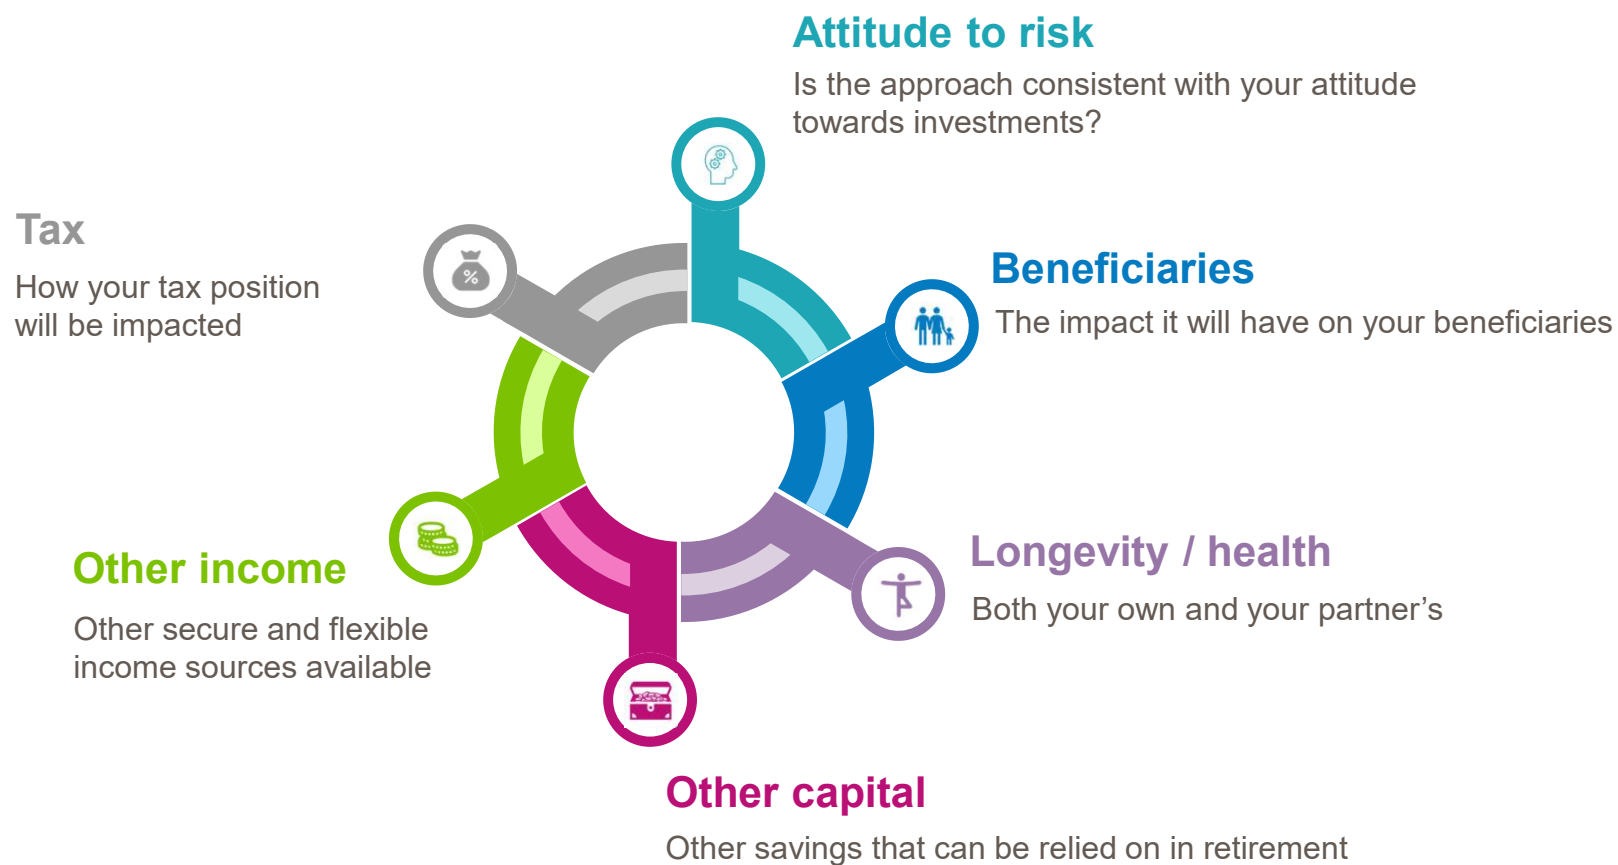 Attitude to risk
Is the approach consistent with your attitude
towards investments?
Beneficiaries
The impact it will have on your beneficiaries
Longevity / health
Both your own and your partner’s
Other capital
Other savings that can be relied on in retirement
Other income
Other secure and flexible
income sources available
Tax
How your tax position
will be impacted
%